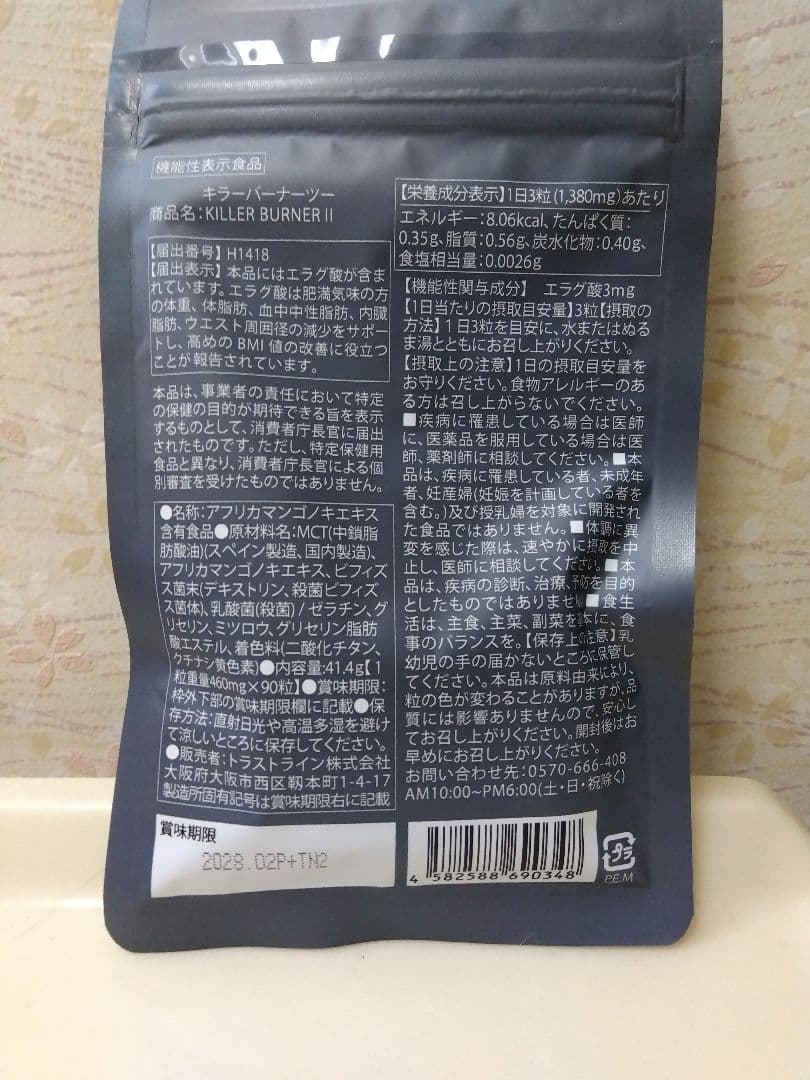 機能性表示食品
キラーバーナーツー
商品名：KILLER BURNER II
【届出番号】H1418
【届出表示】本品にはエラグ酸が含ま
れています。エラグ酸は肥満気味の方
の体重、体脂肪、血中中性脂肪、内臓
脂肪、ウエスト周囲径の減少をサポー
トし、高めのBMI値の改善に役立つ
ことが報告されています。
本品は、事業者の責任において特定
の保健の目的が期待できる旨を表示
するものとして、消費者庁長官に届出
されたものです。ただし、特定保健用
食品と異なり、消費者庁長官による個
別審査を受けたものではありません。
●名称：アフリカマンゴノキエキス
含有食品●原材料名：MCT(中鎖脂
肪酸油)(スペイン製造、国内製造)、
アフリカマンゴノキエキス、ビフィズ
ス菌末(デキストリン、殺菌ビフィズ
ス菌体)、乳酸菌(殺菌)/ゼラチン、グ
リセリン、ミツロウ、グリセリン脂肪
酸エステル、着色料(二酸化チタン、
クチナシ黄色素)●内容量:41.4g【1
粒重量460mg×90粒】●賞味期限：
枠外下部の賞味期限欄に記載●保
存方法：直射日光や高温多湿を避け
て涼しいところに保存してください。
●販売者：トラストライン株式会社
大阪府大阪市西区靱本町1-4-17
製造所固有記号は賞味期限右に記載
賞味期限
2028.02P+TN2
【栄養成分表示】1日3粒(1,380mg)あたり
エネルギー：8.06kcal、たんぱく質：
0.35g、脂質：0.56g、炭水化物：0.40g、
食塩相当量：0.0026g
【機能性関与成分】 エラグ酸3mg
【1日当たりの摂取目安量】3粒【摂取の
方法】1日3粒を目安に、水またはぬる
ま湯とともにお召し上がりください。
【摂取上の注意】1日の摂取目安量を
お守りください。食物アレルギーのあ
る方は召し上がらないでください。
■疾病に罹患している場合は医師
に、医薬品を服用している場合は医
師、薬剤師に相談してください。■本
品は、疾病に罹患している者、未成年
者、妊産婦(妊娠を計画している者を
含む。)及び授乳婦を対象に開発され
た食品ではありません。■体調に異
変を感じた際は、速やかに摂取を中
止し、医師に相談してください。■本
品は、疾病の診断、治療、予防を目的
としたものではありません。■食生
活は、主食、主菜、副菜を基本に、食
事のバランスを。【保存上の注意】乳
幼児の手の届かないところに保管し
てください。本品は原料由来により、
粒の色が変わることがありますが、品
質には影響ありませんので、安心し
てお召し上がりください。開封後はお
早めにお召し上がりください。
お問い合わせ先：0570-666-408
AM10:00~PM6:00(土・日・祝除く)
4 582588 690348
プラ
PE.M